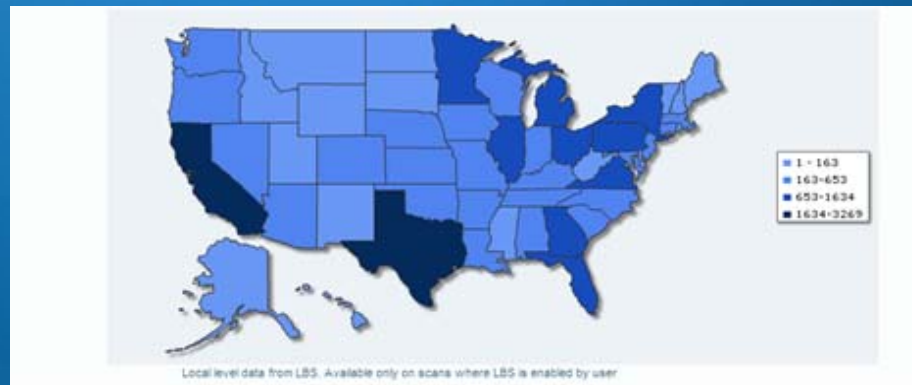 1 - 163
163-653
653-1634
1634-3269
Local level data from LBS. Available only on scans where LBS is enabled by user